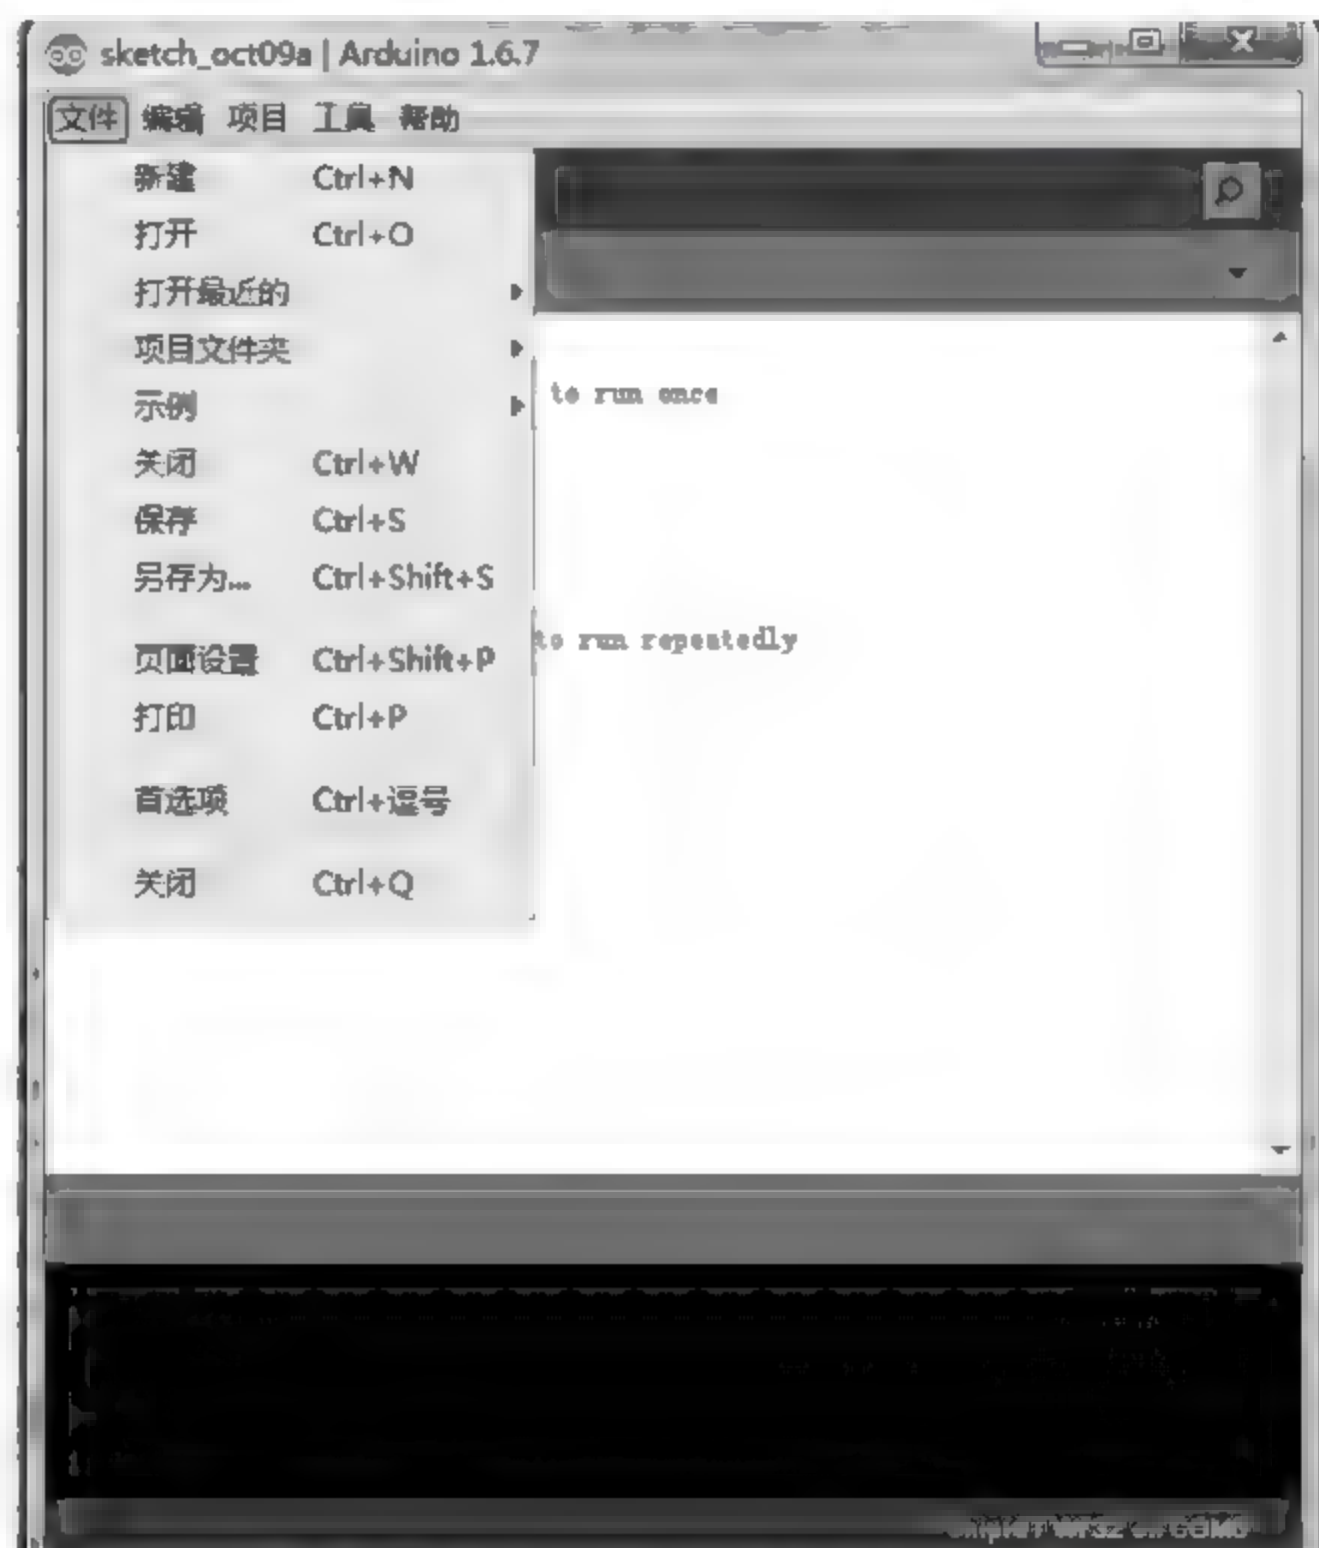 sketch_oct09a | Arduino 1.6.7
文件 编辑 项目 工具 帮助
新建 Ctrl+N
打开 Ctrl+O
打开最近的
项目文件夹
示例
to run once
关闭 Ctrl+W
保存 Ctrl+S
另存为... Ctrl+Shift+S
to run repeatedly
页面设置 Ctrl+Shift+P
打印 Ctrl+P
首选项 Ctrl+逗号
关闭 Ctrl+Q